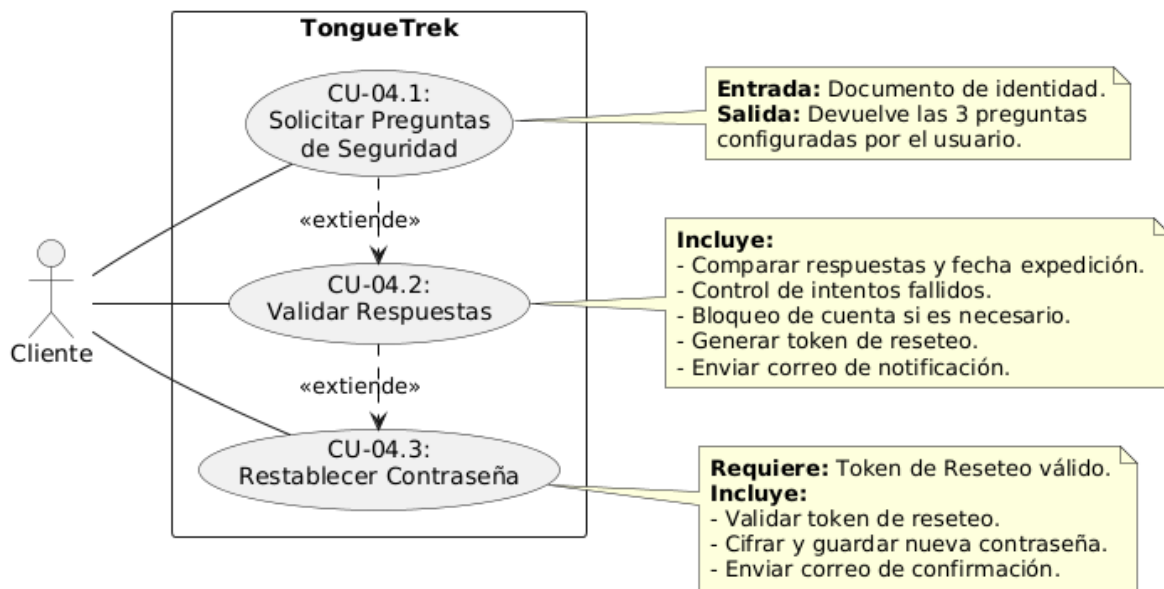 TongueTrek
CU-04.1:
Solicitar Preguntas
de Seguridad
Entrada: Documento de identidad.
Salida: Devuelve las 3 preguntas
configuradas por el usuario.
«extiende»
Incluye:
- Comparar respuestas y fecha expedición.
- Control de intentos fallidos.
- Bloqueo de cuenta si es necesario.
- Generar token de reseteo.
- Enviar correo de notificación.
CU-04.2:
Validar Respuestas
Cliente
«extiende»
CU-04.3:
Restablecer Contraseña
Requiere: Token de Reseteo válido.
Incluye:
- Validar token de reseteo.
- Cifrar y guardar nueva contraseña.
- Enviar correo de confirmación.